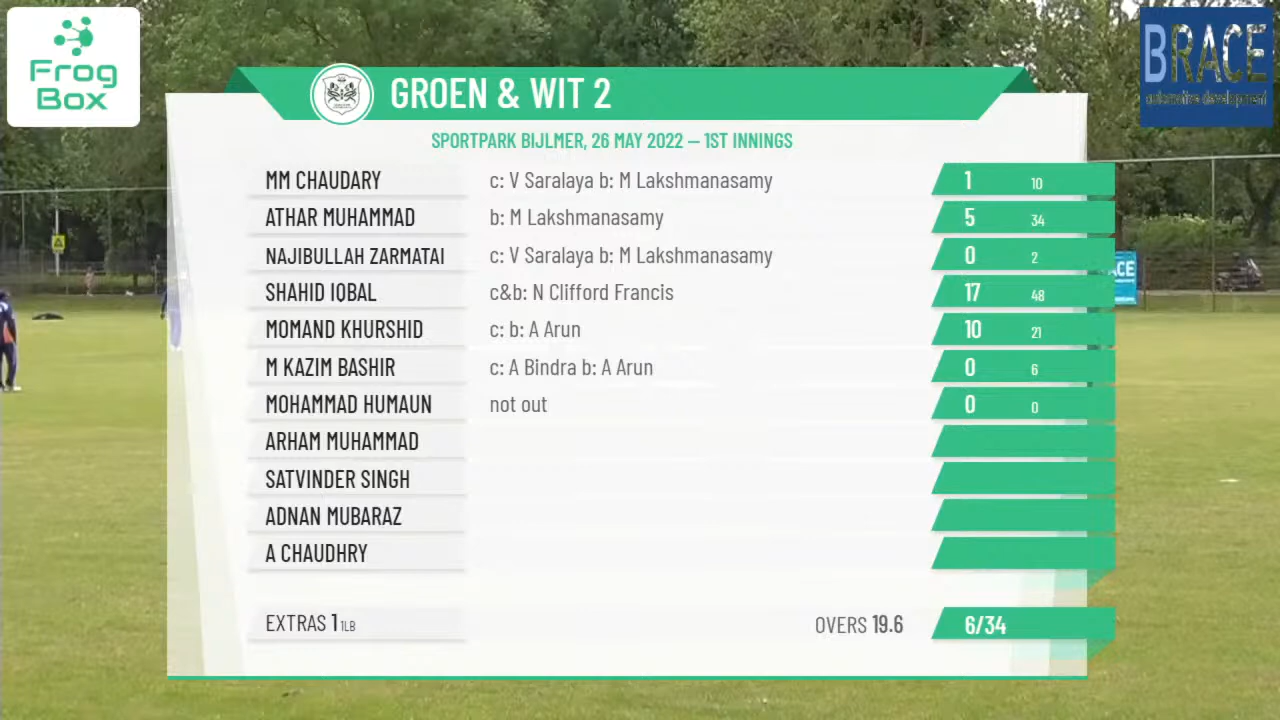 Frog
Box
BRACE
automotive development
GROEN & WIT 2
SPORTPARK BIJLMER, 26 MAY 2022 – 1ST INNINGS
MM CHAUDARY c: V Saralaya b: M Lakshmanasamy 1 10
ATHAR MUHAMMAD b: M Lakshmanasamy 5 34
NAJIBULLAH ZARMATAI c: V Saralaya b: M Lakshmanasamy 0 2
SHAHID IQBAL c&b: N Clifford Francis 17 48
MOMAND KHURSHID c: b: A Arun 10 21
M KAZIM BASHIR c: A Bindra b: A Arun 0 6
MOHAMMAD HUMAUN not out 0 0
ARHAM MUHAMMAD
SATVINDER SINGH
ADNAN MUBARAZ
A CHAUDHRY
EXTRAS 1 1LB OVERS 19.6 6/34
ACE